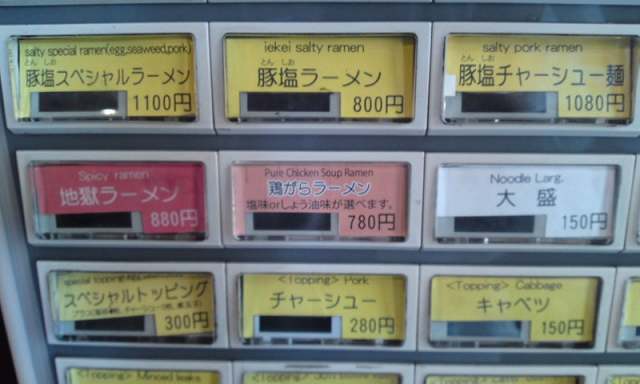 salty special ramen(egg,seaweed,pork)
とん しお
豚塩スペシャルラーメン
1100円
iekei salty ramen
とん しお
豚塩ラーメン
800円
salty pork ramen
とん しお
豚塩チャーシュー麺
1080円
Spicy ramen
地獄ラーメン
880円
Pure Chicken Soup Ramen
鶏がらラーメン
塩味orしょう油味が選べます。
780円
Noodle Larg.
大盛
150円
special topping
スペシャルトッピング
300円
<Topping> Pork
チャーシュー
280円
<Topping> Cabbage
キャベツ
150円
<Topping> Minced leeks